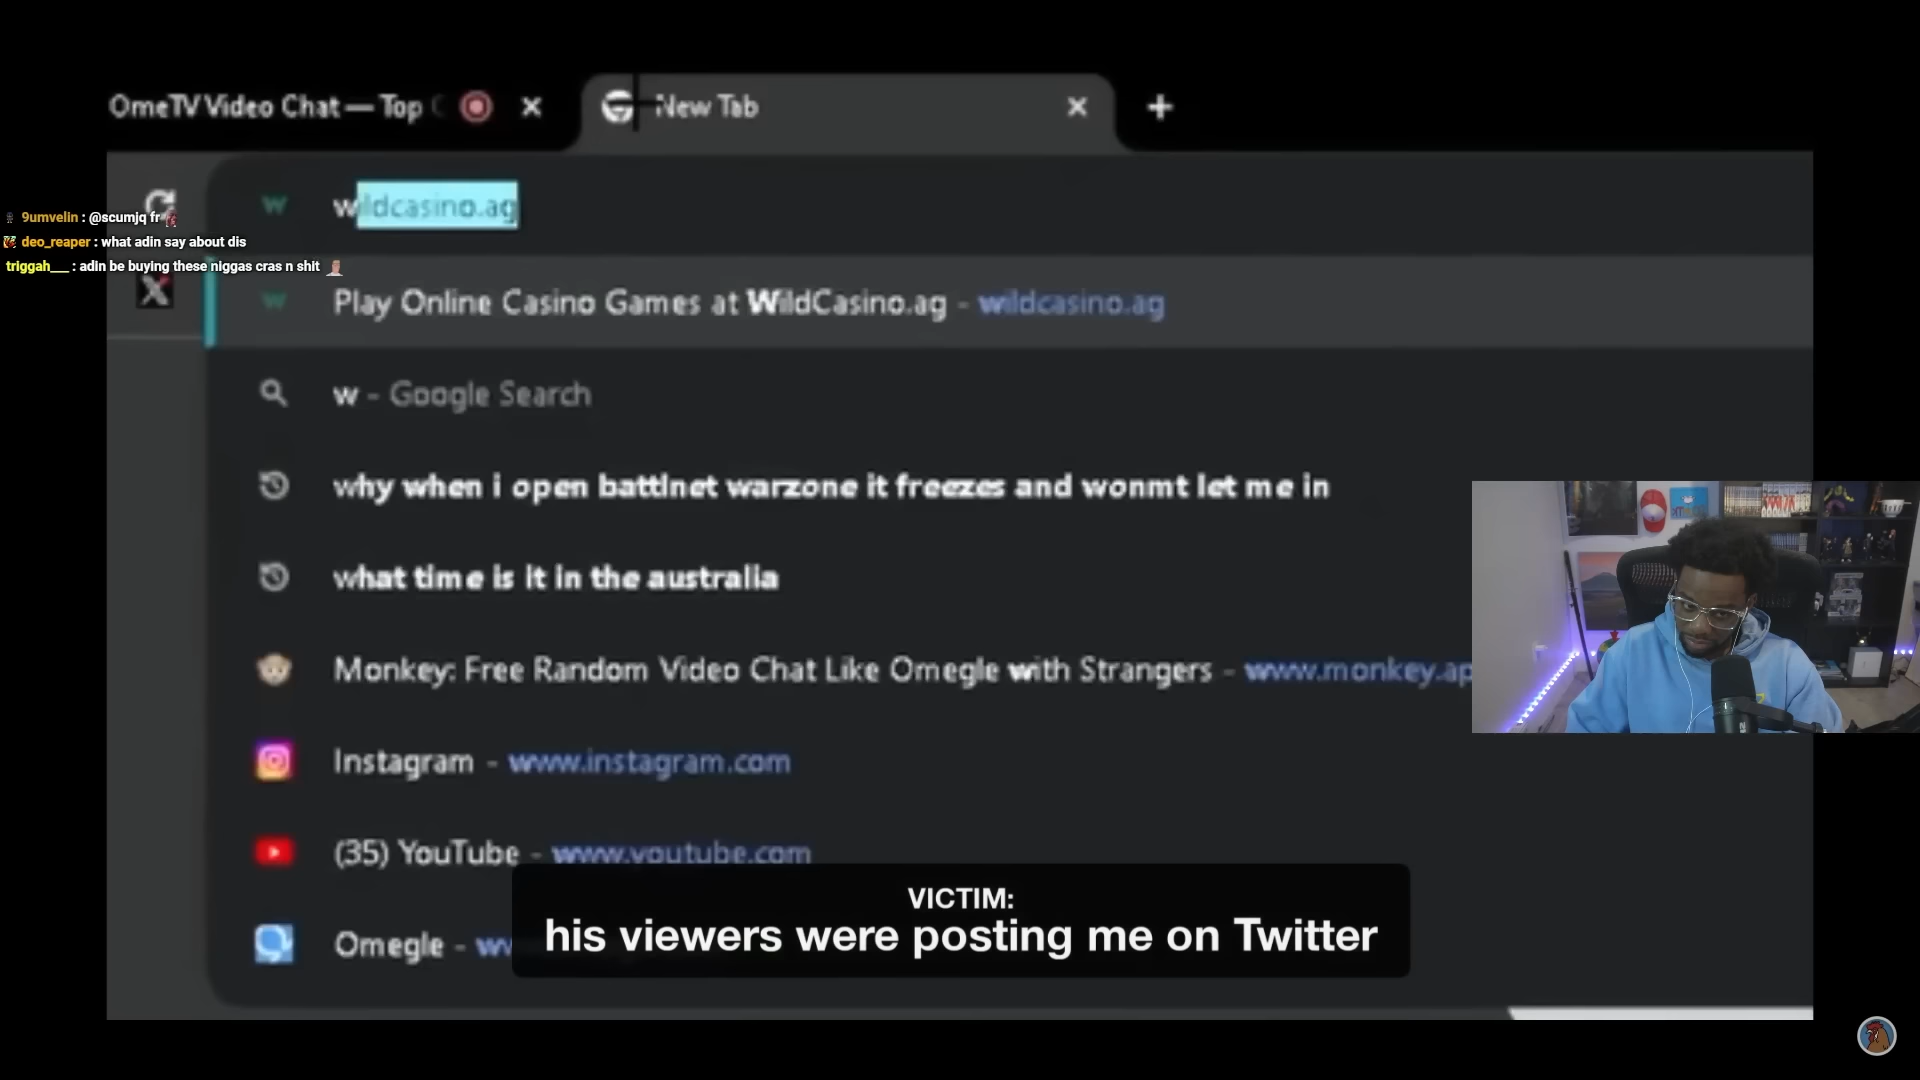 OmeTV Video Chat — Top
New Tab
wildcasino.ag
9umvelin : @scumjq fr
deo_reaper : what adin say about dis
triggah___ : adin be buying these niggas cras n shit
Play Online Casino Games at WildCasino.ag - wildcasino.ag
w - Google Search
why when i open battlnet warzone it freezes and wonmt let me in
what time is it in the australia
Monkey: Free Random Video Chat Like Omegle with Strangers - www.monkey.ap
Instagram - www.instagram.com
(35) YouTube - www.youtube.com
Omegle - ww
VICTIM:
his viewers were posting me on Twitter